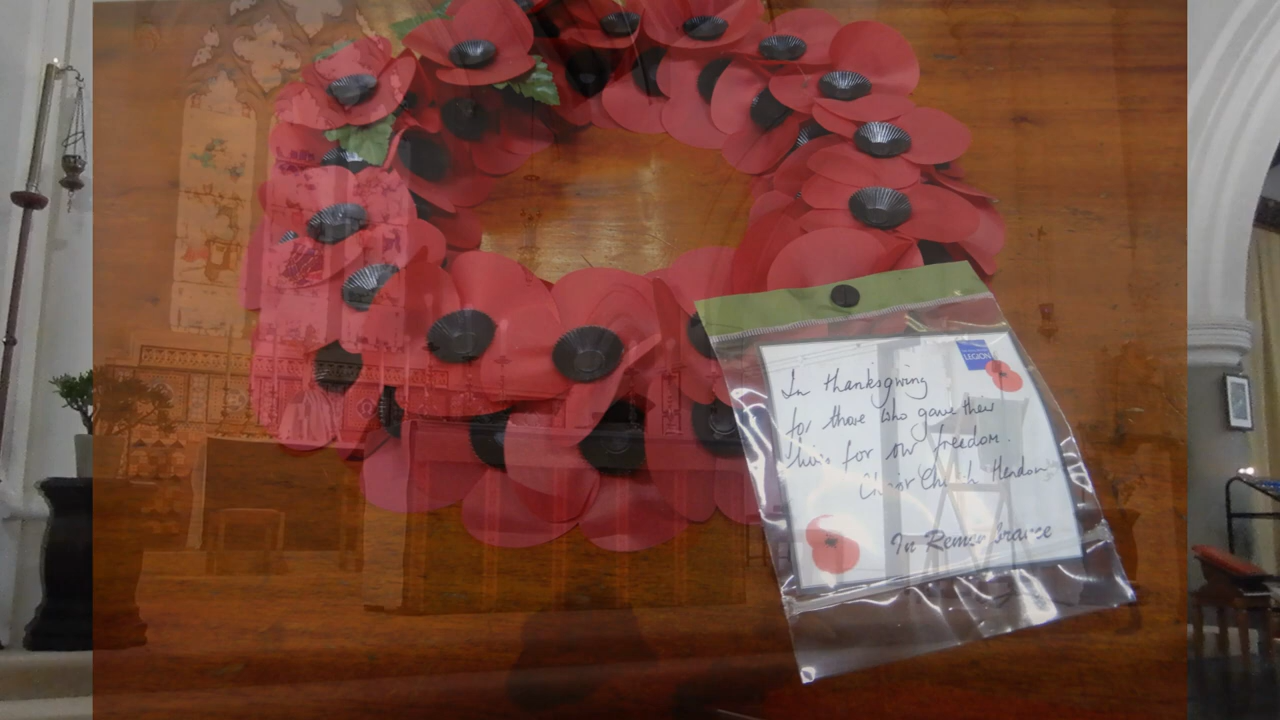 LEGION
In thanksgiving
for those who gave their
lives for our freedom.
Christ Church Hendon
In Remembrance